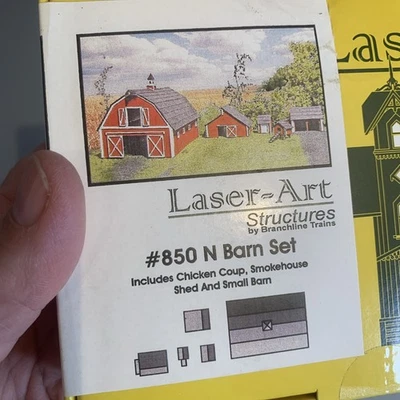 Laser-Art
Structures
by Branchline Trains
#850 N Barn Set
Includes Chicken Coup, Smokehouse
Shed And Small Barn